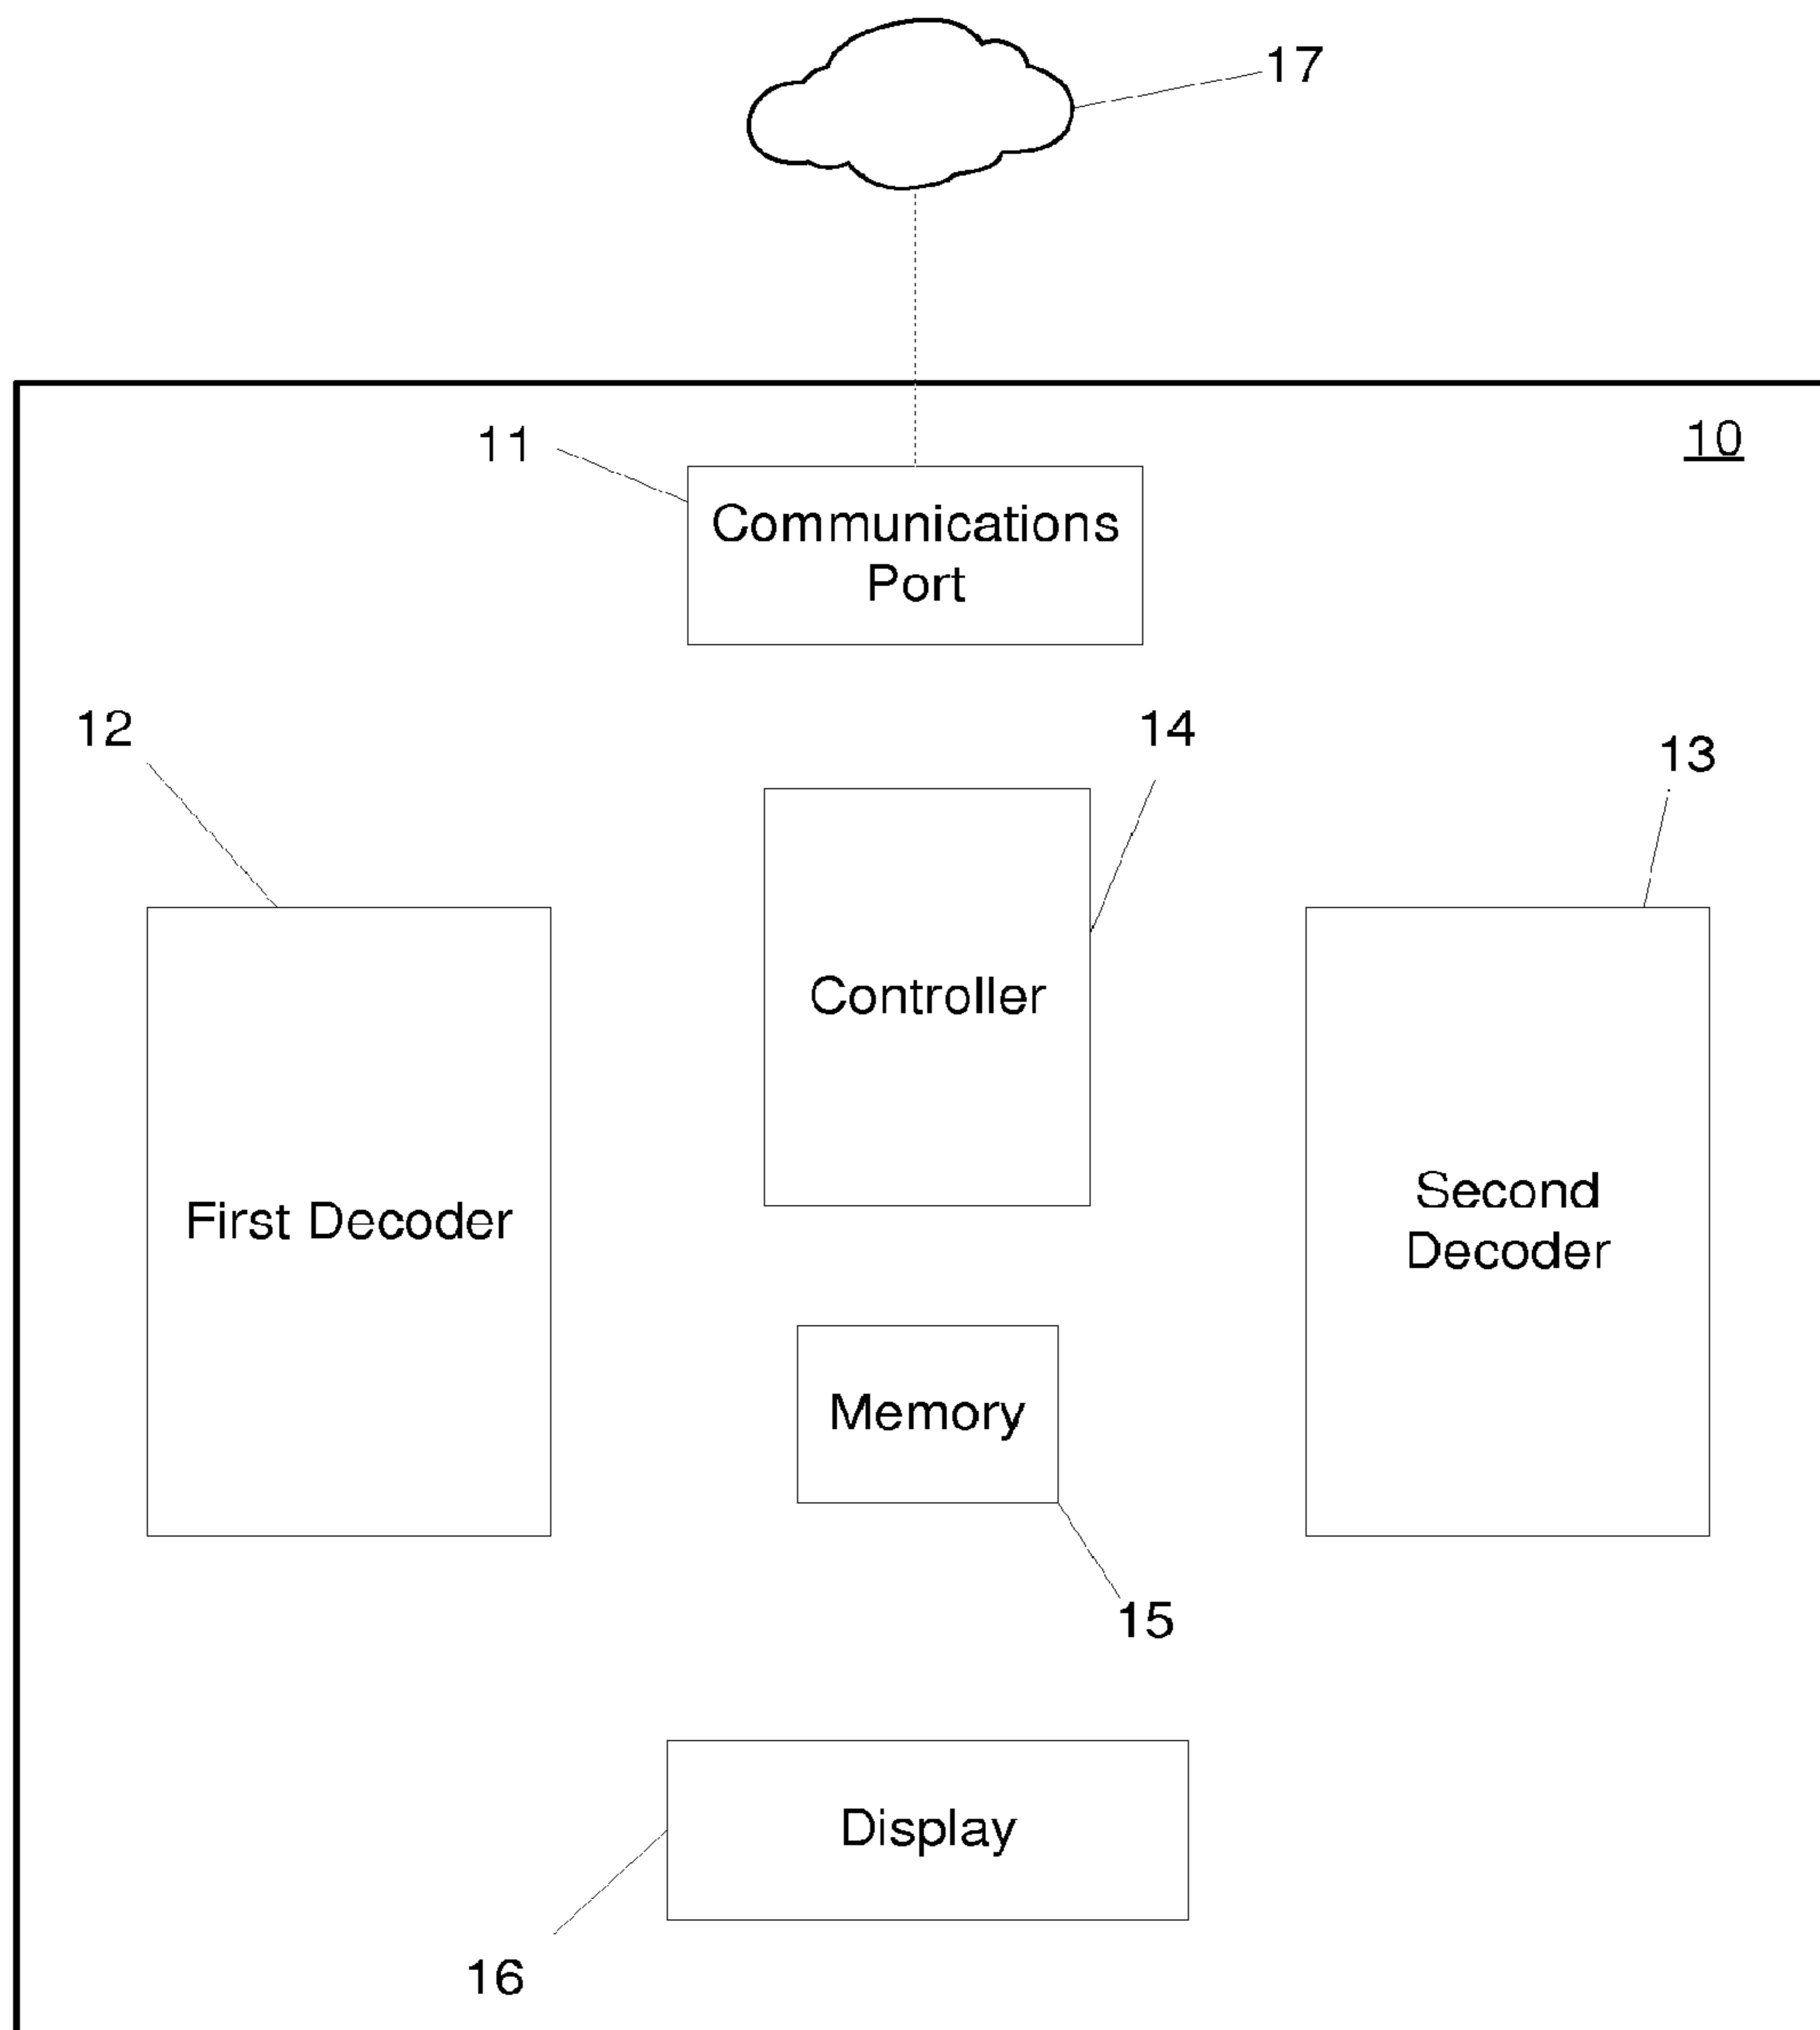 17
10
11
Communications
Port
12
14
13
Controller
First Decoder
Second
Decoder
Memory
15
Display
16